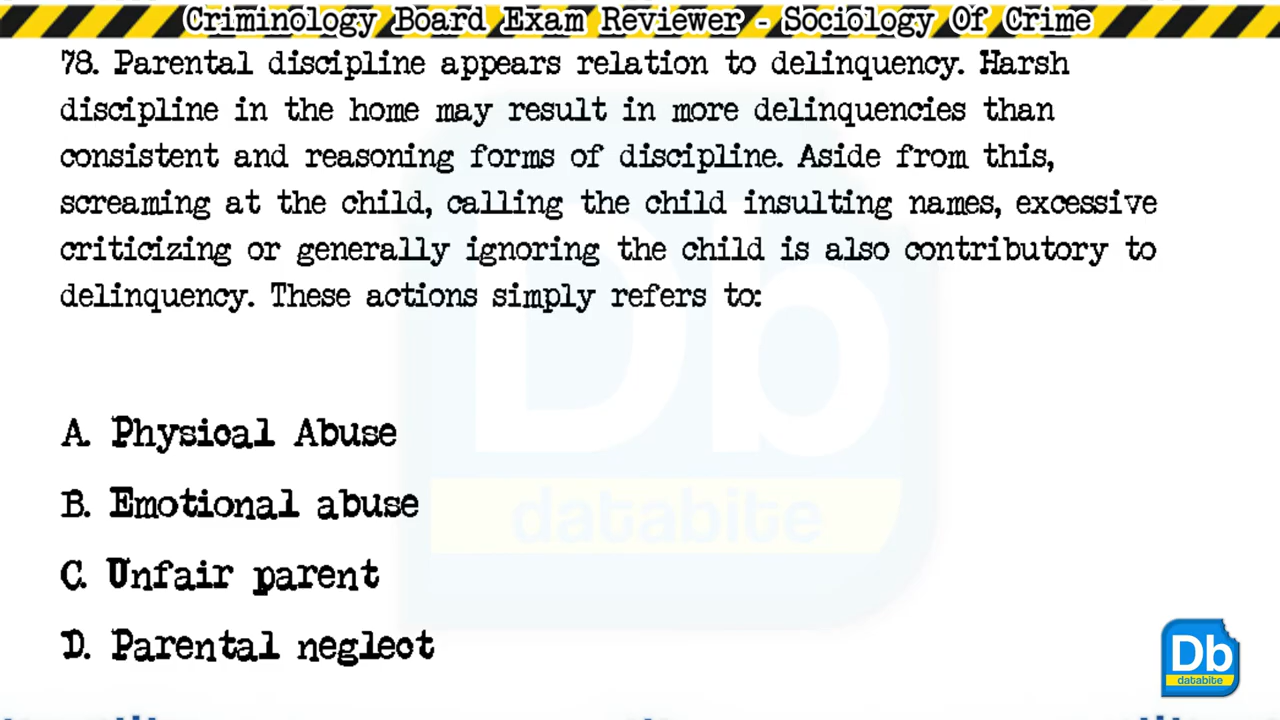 Criminology Board Exam Reviewer - Sociology Of Crime
78. Parental discipline appears relation to delinquency. Harsh
discipline in the home may result in more delinquencies than
consistent and reasoning forms of discipline. Aside from this,
screaming at the child, calling the child insulting names, excessive
criticizing or generally ignoring the child is also contributory to
delinquency. These actions simply refers to:
A. Physical Abuse
B. Emotional abuse
C. Unfair parent
D. Parental neglect
Db
databite
Db
databite